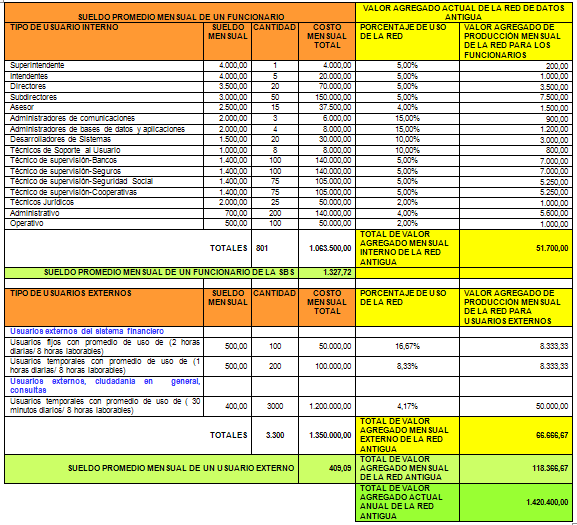 SUELDO PROMEDIO MENSUAL DE UN FUNCIONARIO VALOR AGREGADO ACTUAL DE LA RED DE DATOS ANTIGUA
TIPO DE USUARIO INTERNO SUELDO MENSUAL CANTIDAD COSTO MENSUAL TOTAL PORCENTAJE DE USO DE LA RED VALOR AGREGADO DE PRODUCCIÓN MENSUAL DE LA RED PARA LOS FUNCIONARIOS
Superintendente 4.000,00 1 4.000,00 5,00% 200,00
Intendentes 4.000,00 5 20.000,00 5,00% 1.000,00
Directores 3.500,00 20 70.000,00 5,00% 3.500,00
Subdirectores 3.000,00 50 150.000,00 5,00% 7.500,00
Asesor 2.500,00 15 37.500,00 4,00% 1.500,00
Administradores de comunicaciones 2.000,00 3 6.000,00 15,00% 900,00
Administradores de bases de datos y aplicaciones 2.000,00 4 8.000,00 15,00% 1.200,00
Desarrolladores de Sistemas 1.500,00 20 30.000,00 10,00% 3.000,00
Técnicos de Soporte al Usuario 1.000,00 8 8.000,00 10,00% 800,00
Técnico de supervisión-Bancos 1.400,00 100 140.000,00 5,00% 7.000,00
Técnico de supervisión-Seguros 1.400,00 100 140.000,00 5,00% 7.000,00
Técnico de supervisión-Seguridad Social 1.400,00 75 105.000,00 5,00% 5.250,00
Técnico de supervisión-Cooperativas 1.400,00 75 105.000,00 5,00% 5.250,00
Técnicos Jurídicos 2.000,00 25 50.000,00 2,00% 1.000,00
Administrativo 700,00 200 140.000,00 4,00% 5.600,00
Operativo 500,00 100 50.000,00 2,00% 1.000,00
TOTALES 801 1.063.500,00 TOTAL DE VALOR AGREGADO MENSUAL INTERNO DE LA RED ANTIGUA 51.700,00
SUELDO PROMEDIO MENSUAL DE UN FUNCIONARIO DE LA SBS 1.327,72
TIPO DE USUARIOS EXTERNOS SUELDO MENSUAL CANTIDAD COSTO MENSUAL TOTAL PORCENTAJE DE USO DE LA RED VALOR AGREGADO DE PRODUCCIÓN MENSUAL DE LA RED PARA USUARIOS EXTERNOS
Usuarios externos del sistema financiero
Usuarios fijos con promedio de uso de (2 horas diarias/ 8 horas laborables) 500,00 100 50.000,00 16,67% 8.333,33
Usuarios temporales con promedio de uso de (1 horas diarias/ 8 horas laborables) 500,00 200 100.000,00 8,33% 8.333,33
Usuarios externos, ciudadanía en general, consultas
Usuarios temporales con promedio de uso de ( 30 minutos diarios/ 8 horas laborables) 400,00 3000 1.200.000,00 4,17% 50.000,00
TOTALES 3.300 1.350.000,00 TOTAL DE VALOR AGREGADO MENSUAL EXTERNO DE LA RED ANTIGUA 66.666,67
SUELDO PROMEDIO MENSUAL DE UN USUARIO EXTERNO 409,09 TOTAL DE VALOR AGREGADO MENSUAL DE LA RED ANTIGUA 118.366,67
TOTAL DE VALOR AGREGADO ACTUAL ANUAL DE LA RED ANTIGUA 1.420.400,00